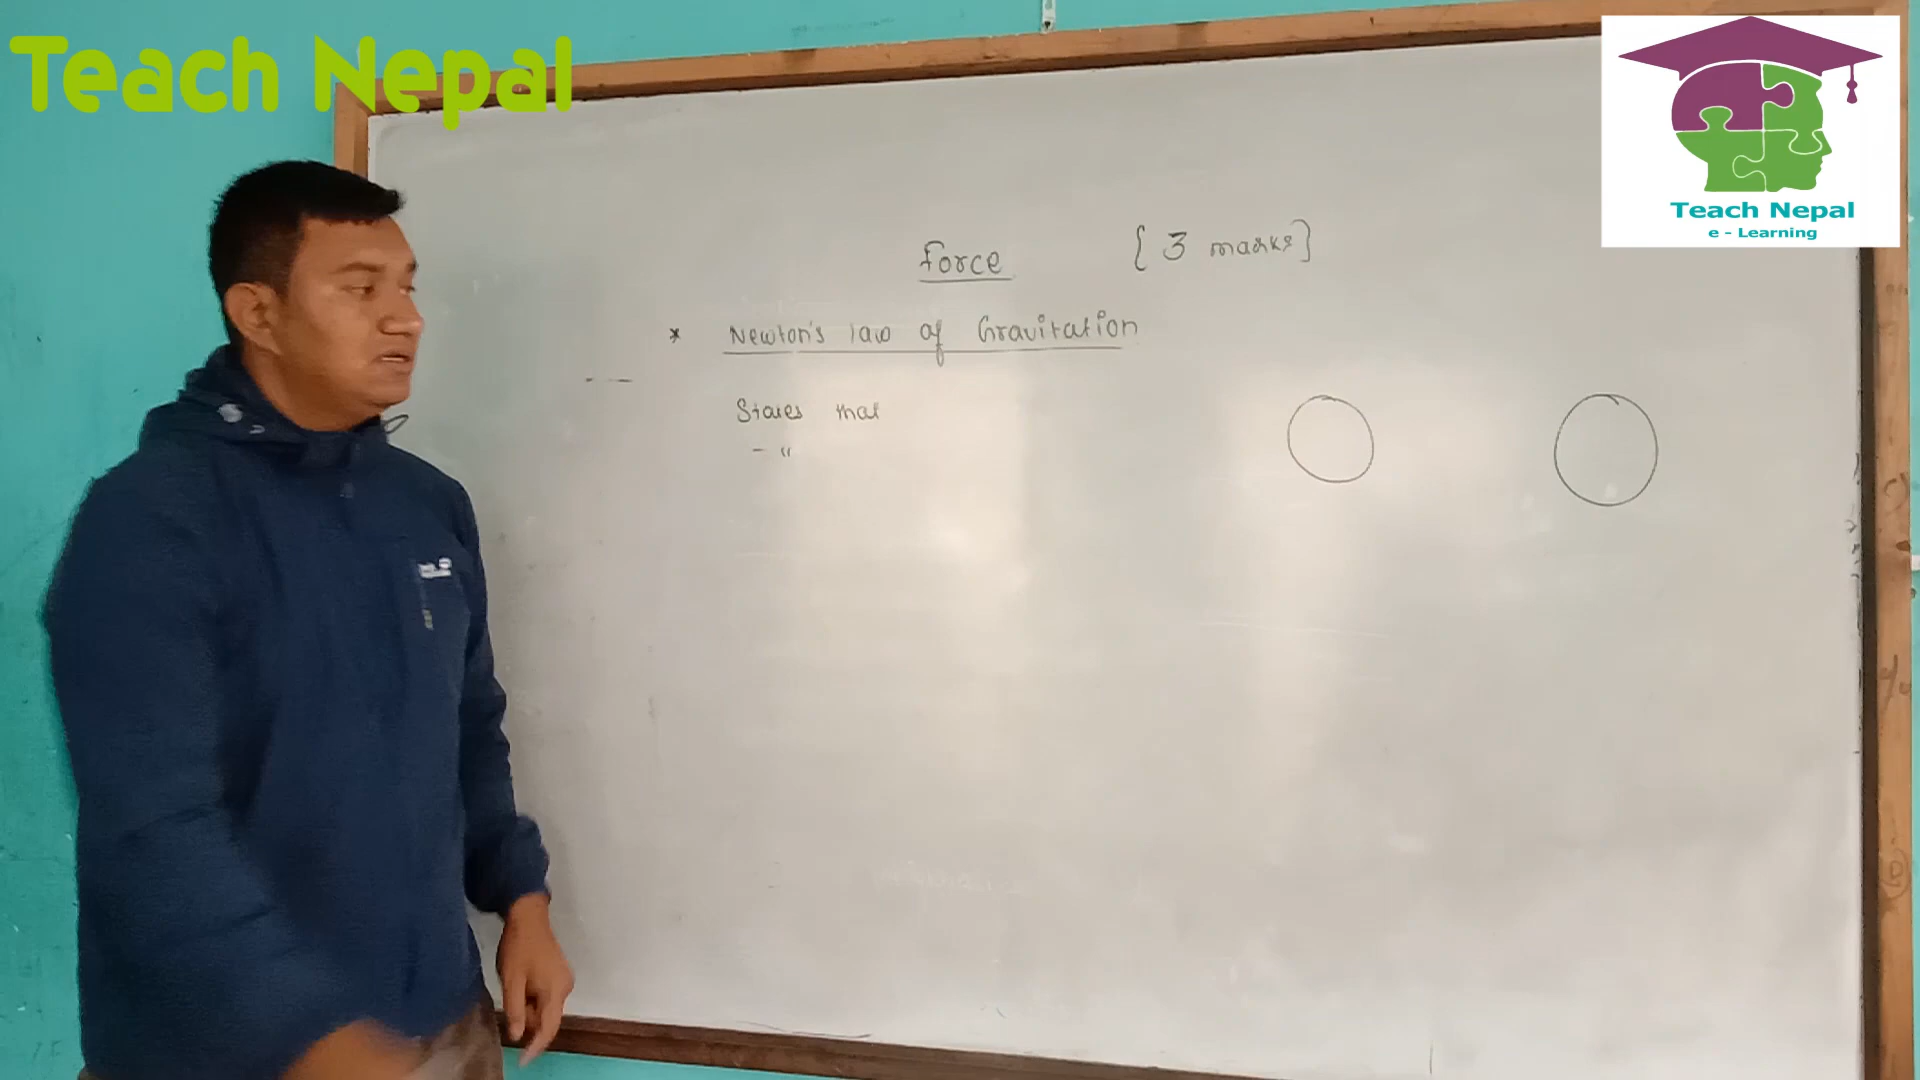 Teach Nepal
Teach Nepal
e - Learning
Force { 3 marks }
* Newton's law of Gravitation
States that
- "